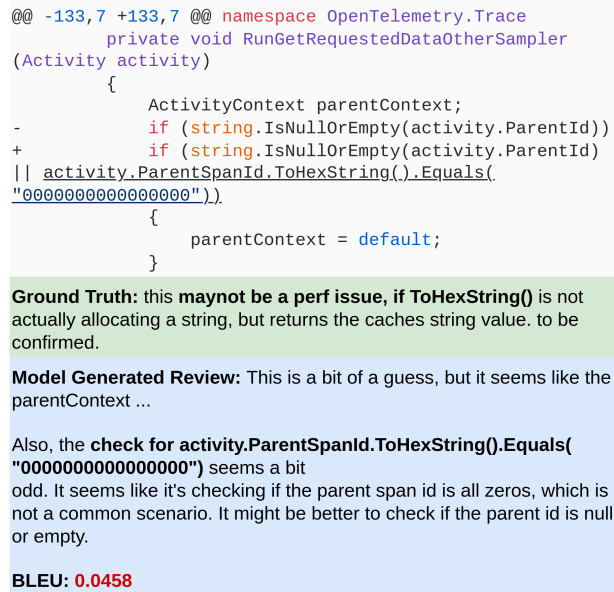 @@ -133,7 +133,7 @@ namespace OpenTelemetry.Trace
        private void RunGetRequestedDataOtherSampler
(Activity activity)
        {
            ActivityContext parentContext;
-            if (string.IsNullOrEmpty(activity.ParentId))
+            if (string.IsNullOrEmpty(activity.ParentId)
|| activity.ParentSpanId.ToHexString().Equals(
"0000000000000000"))
            {
                parentContext = default;
            }
Ground Truth: this maynot be a perf issue, if ToHexString() is not
actually allocating a string, but returns the caches string value. to be
confirmed.
Model Generated Review: This is a bit of a guess, but it seems like the
parentContext ...
Also, the check for activity.ParentSpanId.ToHexString().Equals(
"0000000000000000") seems a bit
odd. It seems like it's checking if the parent span id is all zeros, which is
not a common scenario. It might be better to check if the parent id is null
or empty.
BLEU: 0.0458